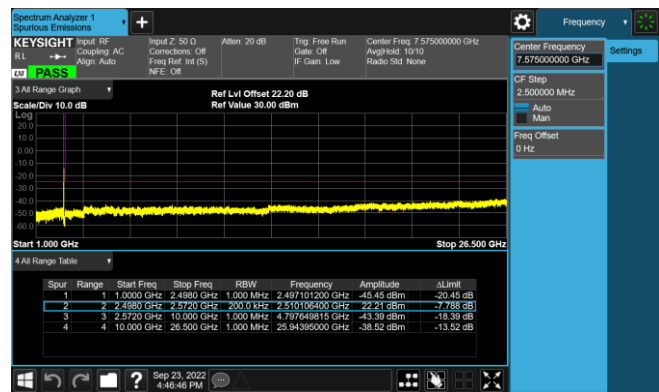 Spectrum Analyzer 1
Spurious Emissions
Frequency
KEYSIGHT
Input: RF
Input Z: 50 Ω
Atten: 20 dB
Trig: Free Run
Center Freq: 7.575000000 GHz
RL
Coupling: AC
Corrections: Off
Gate: Off
Avg|Hold: 10/10
Align: Auto
Freq Ref: Int (S)
IF Gain: Low
Radio Std: None
LXI
PASS
NFE: Off
Center Frequency
7.575000000 GHz
Settings
CF Step
2.500000 MHz
Auto
Man
Freq Offset
0 Hz
3 All Range Graph
Ref Lvl Offset 22.20 dB
Scale/Div 10.0 dB
Ref Value 30.00 dBm
Log
20.0
10.0
0.00
-10.0
-20.0
-30.0
-40.0
-50.0
-60.0
Start 1.000 GHz
Stop 26.500 GHz
4 All Range Table
Spur Range Start Freq Stop Freq RBW Frequency Amplitude ΔLimit
1 1 1.0000 GHz 2.4980 GHz 1.000 MHz 2.497101200 GHz -45.45 dBm -20.45 dB
2 2 2.4980 GHz 2.5720 GHz 200.0 kHz 2.510106400 GHz 22.21 dBm -7.788 dB
3 3 2.5720 GHz 10.000 GHz 1.000 MHz 4.797649815 GHz -43.39 dBm -18.39 dB
4 4 10.000 GHz 26.500 GHz 1.000 MHz 25.94395000 GHz -38.52 dBm -13.52 dB
Sep 23, 2022
4:46:46 PM